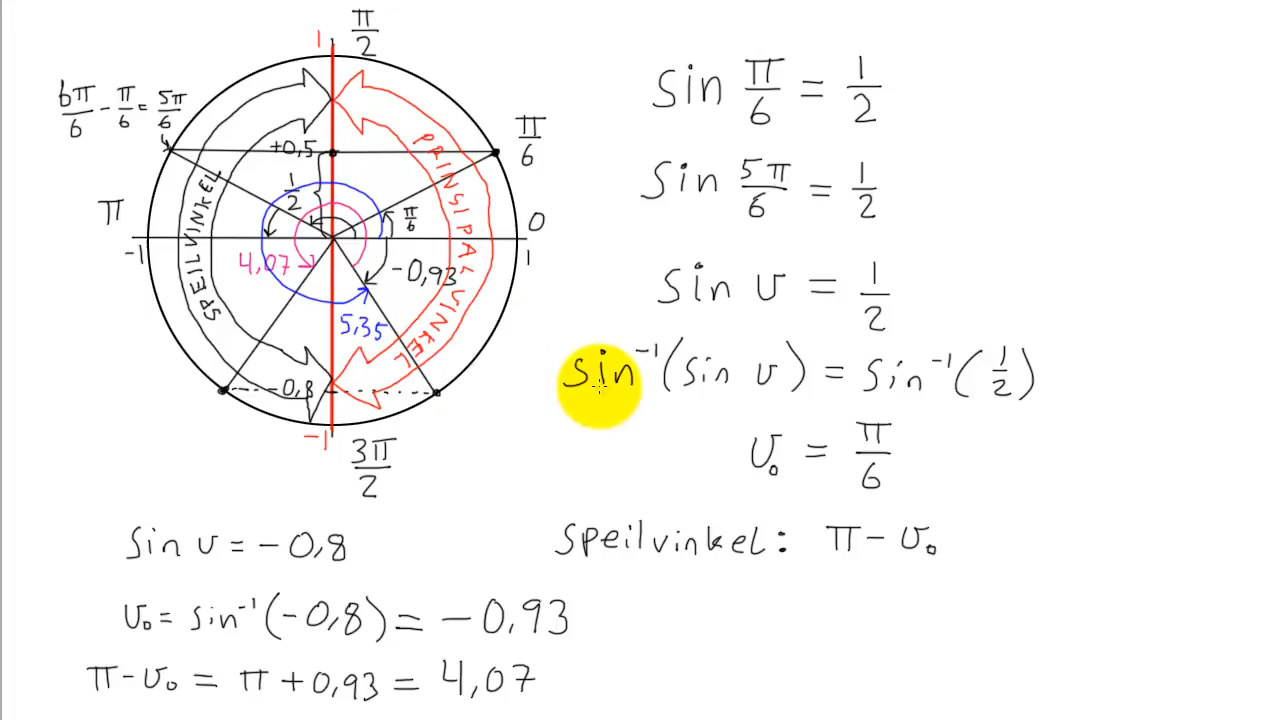 π/2
1
6π/6 - π/6 = 5π/6
+0,5
π/6
1/2
π/6
π
0
-1
1
4,07
-0,93
5,35
SPEILVINKEL
PRINSIPALVINKEL
-0,8
-1
3π/2
sin π/6 = 1/2
sin 5π/6 = 1/2
sin v = 1/2
sin⁻¹(sin v) = sin⁻¹(1/2)
v₀ = π/6
Speilvinkel: π - v₀
sin v = -0,8
v₀ = sin⁻¹(-0,8) = -0,93
π - v₀ = π + 0,93 = 4,07